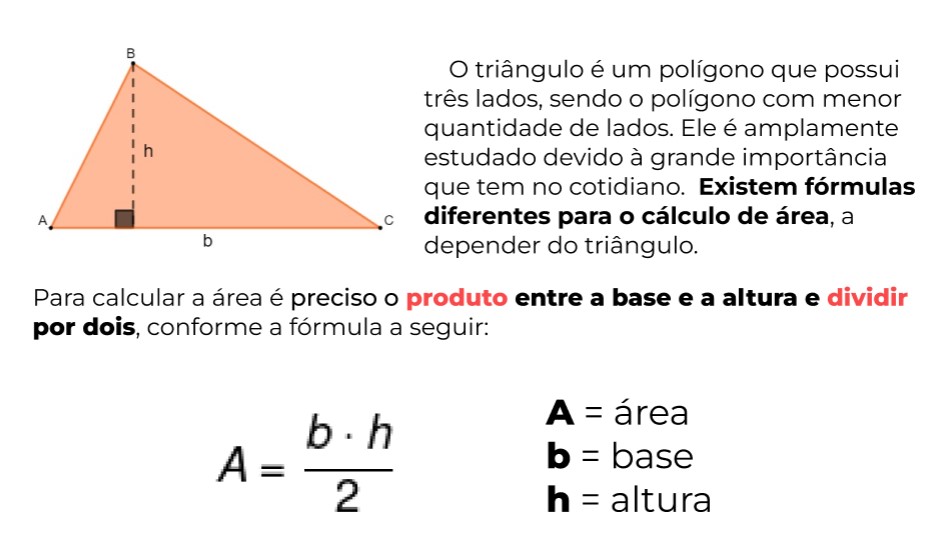 B
h
A
C
b
O triângulo é um polígono que possui
três lados, sendo o polígono com menor
quantidade de lados. Ele é amplamente
estudado devido à grande importância
que tem no cotidiano. Existem fórmulas
diferentes para o cálculo de área, a
depender do triângulo.
Para calcular a área é preciso o produto entre a base e a altura e dividir
por dois, conforme a fórmula a seguir:
A = b · h / 2
A = área
b = base
h = altura